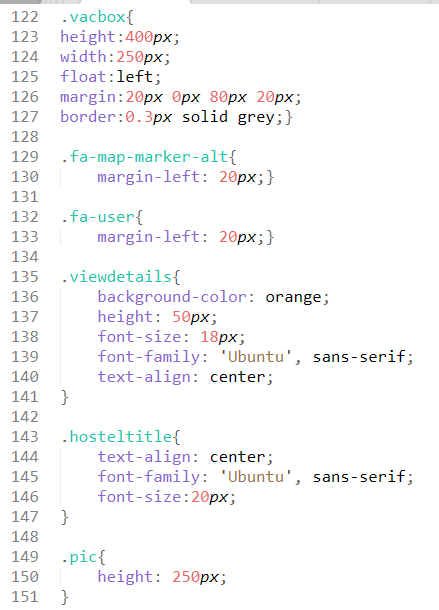 122 .vacbox{
123 height:400px;
124 width:250px;
125 float:left;
126 margin:20px 0px 80px 20px;
127 border:0.3px solid grey;}
128
129 .fa-map-marker-alt{
130     margin-left: 20px;}
131
132 .fa-user{
133     margin-left: 20px;}
134
135 .viewdetails{
136     background-color: orange;
137     height: 50px;
138     font-size: 18px;
139     font-family: 'Ubuntu', sans-serif;
140     text-align: center;
141 }
142
143 .hosteltitle{
144     text-align: center;
145     font-family: 'Ubuntu', sans-serif;
146     font-size:20px;
147 }
148
149 .pic{
150     height: 250px;
151 }